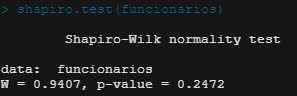 > shapiro.test(funcionarios)
Shapiro-Wilk normality test
data: funcionarios
W = 0.9407, p-value = 0.2472